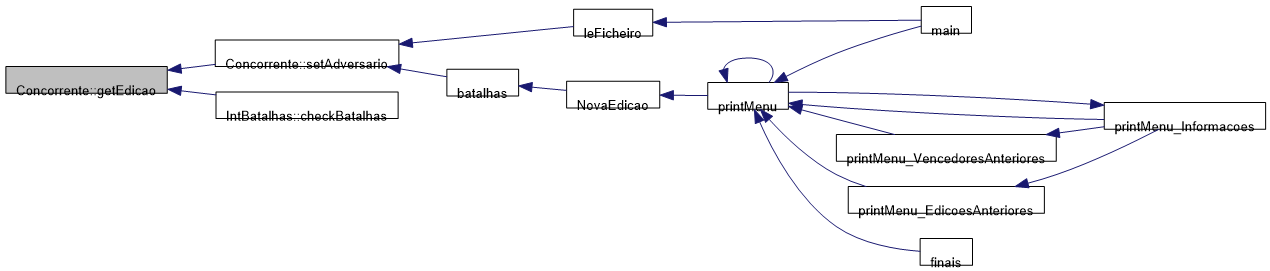 Concorrente::getEdicao
Concorrente::setAdversario
IntBatalhas::checkBatalhas
leFicheiro
batalhas
NovaEdicao
main
printMenu
printMenu_Informacoes
printMenu_VencedoresAnteriores
printMenu_EdicoesAnteriores
finais